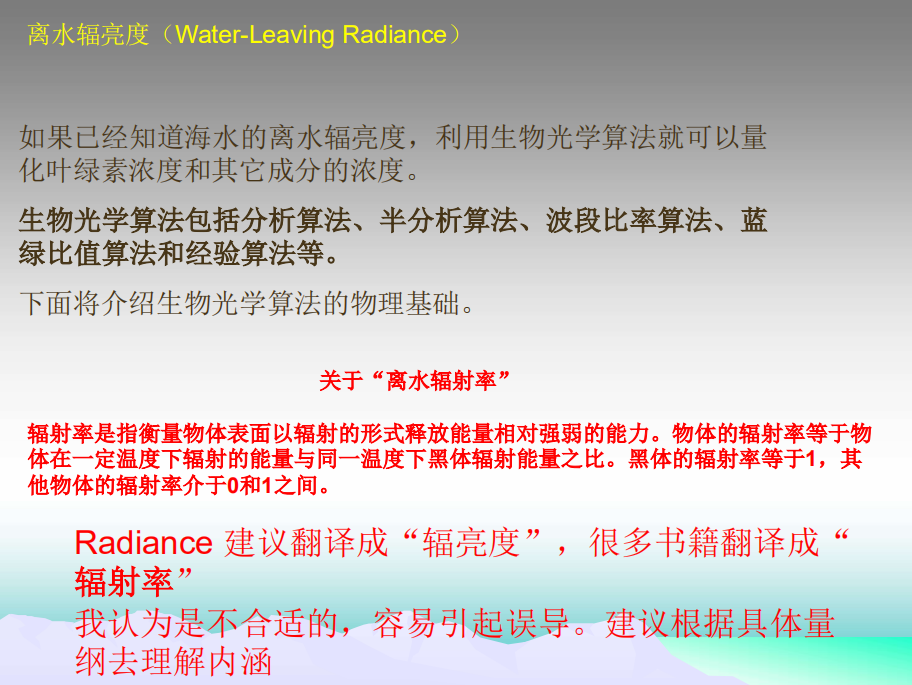 离水辐亮度（Water-Leaving Radiance）
如果已经知道海水的离水辐亮度，利用生物光学算法就可以量
化叶绿素浓度和其它成分的浓度。
生物光学算法包括分析算法、半分析算法、波段比率算法、蓝
绿比值算法和经验算法等。
下面将介绍生物光学算法的物理基础。
关于“离水辐射率”
辐射率是指衡量物体表面以辐射的形式释放能量相对强弱的能力。物体的辐射率等于物
体在一定温度下辐射的能量与同一温度下黑体辐射能量之比。黑体的辐射率等于1，其
他物体的辐射率介于0和1之间。
Radiance 建议翻译成“辐亮度”，很多书籍翻译成“
辐射率”
我认为是不合适的，容易引起误导。建议根据具体量
纲去理解内涵